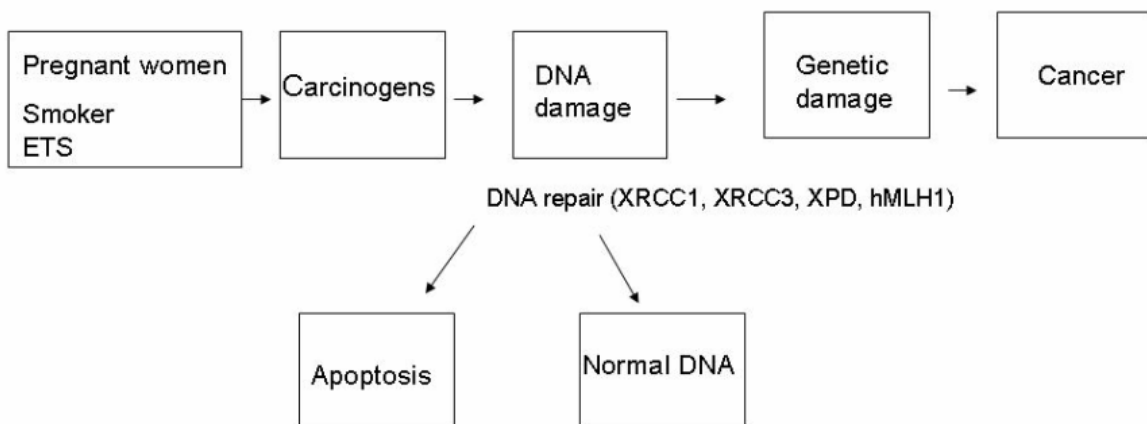 Pregnant women
Smoker
ETS
Carcinogens
DNA
damage
Genetic
damage
Cancer
DNA repair (XRCC1, XRCC3, XPD, hMLH1)
Apoptosis
Normal DNA